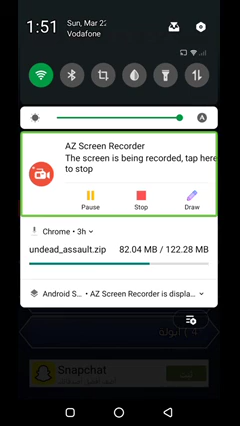 1:51
Sun, Mar 22
Vodafone
A
AZ Screen Recorder
The screen is being recorded, tap here
to stop
Pause
Stop
Draw
Chrome • 3h
undead_assault.zip 82.04 MB / 122.28 MB
Android S... • AZ Screen Recorder is displa...
Snapchat